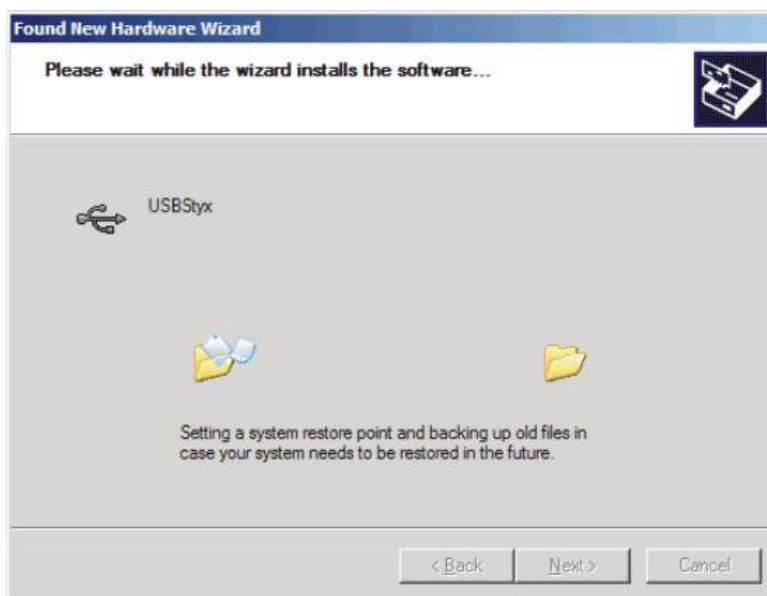 Found New Hardware Wizard
Please wait while the wizard installs the software...
USBStyx
Setting a system restore point and backing up old files in
case your system needs to be restored in the future.
< Back
Next >
Cancel